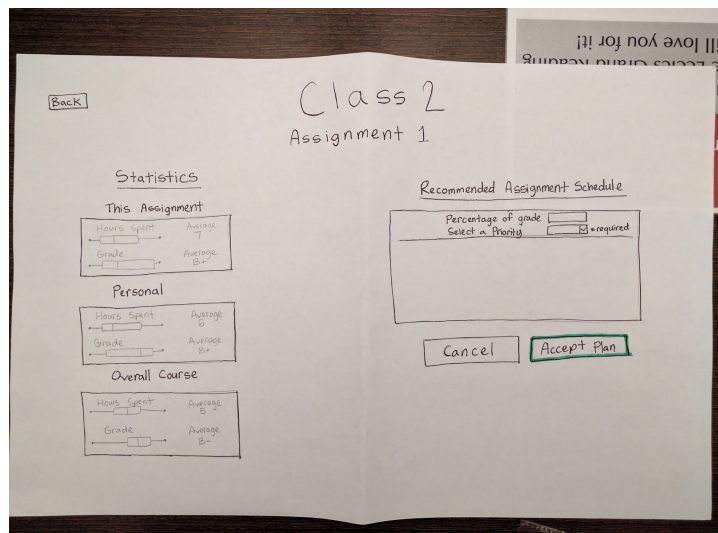 Back
Class 2
Assignment 1
Statistics
This Assignment
Hours Spent Average
7
Grade Average
B+
Personal
Hours Spent Average
6
Grade Average
B+
Overall Course
Hours Spent Average
5
Grade Average
B-
Recommended Assignment Schedule
Percentage of grade
Select a Priority *required
Cancel Accept Plan
love you for it!
Grand Reading